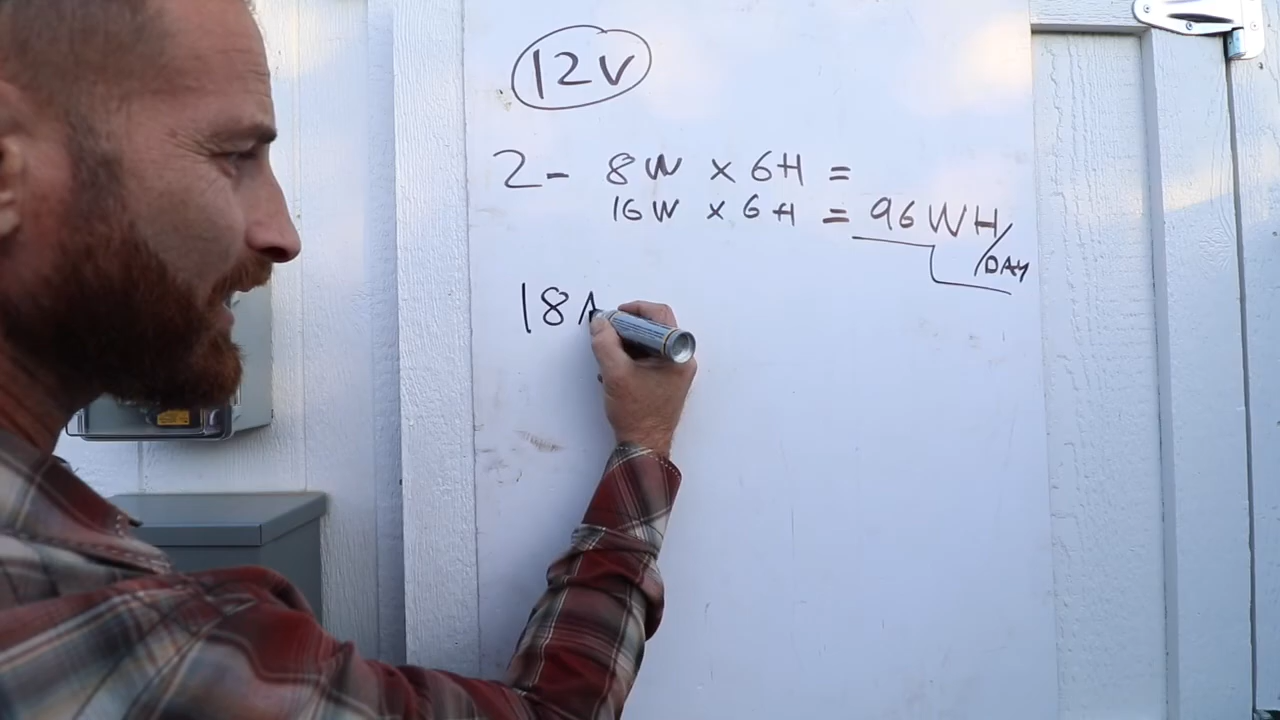 12V
2- 8W x 6H =
16W x 6H = 96WH/DAY
18A